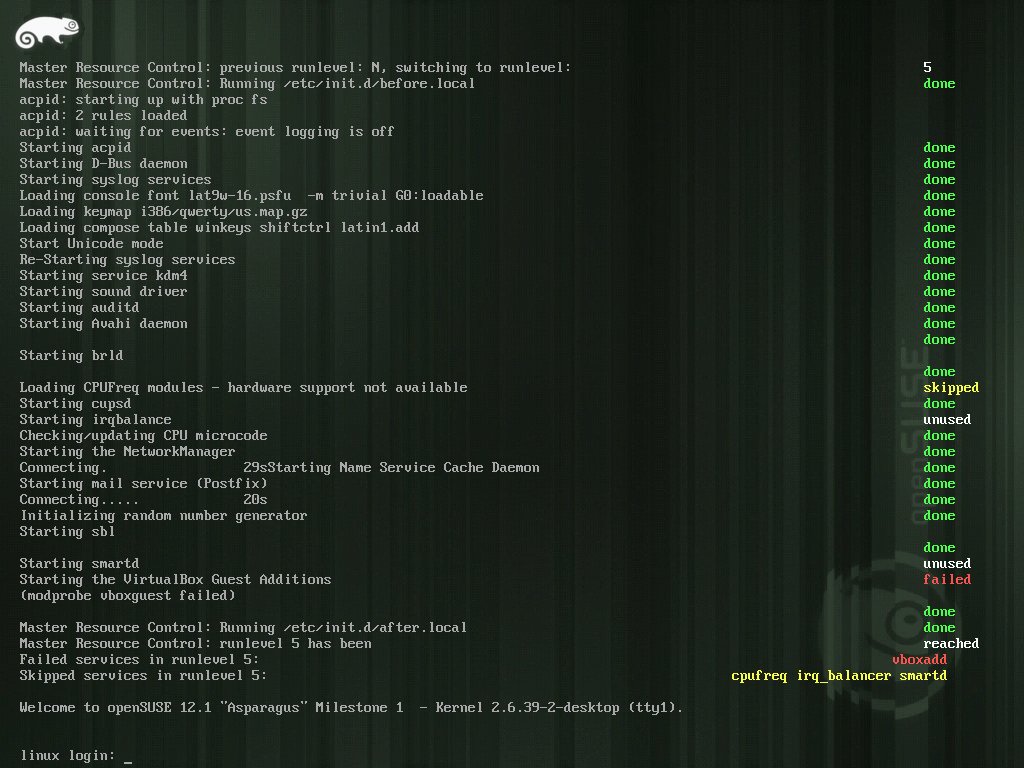 Master Resource Control: previous runlevel: N, switching to runlevel: 5
Master Resource Control: Running /etc/init.d/before.local done
acpid: starting up with proc fs
acpid: 2 rules loaded
acpid: waiting for events: event logging is off
Starting acpid done
Starting D-Bus daemon done
Starting syslog services done
Loading console font lat9w-16.psfu  -m trivial G0:loadable done
Loading keymap i386/qwerty/us.map.gz done
Loading compose table winkeys shiftctrl latin1.add done
Start Unicode mode done
Re-Starting syslog services done
Starting service kdm4 done
Starting sound driver done
Starting auditd done
Starting Avahi daemon done
done
Starting brld
done
Loading CPUFreq modules - hardware support not available skipped
Starting cupsd done
Starting irqbalance unused
Checking/updating CPU microcode done
Starting the NetworkManager done
Connecting. 29sStarting Name Service Cache Daemon done
Starting mail service (Postfix) done
Connecting..... 20s done
Initializing random number generator done
Starting sbl
done
Starting smartd unused
Starting the VirtualBox Guest Additions failed
(modprobe vboxguest failed)
done
Master Resource Control: Running /etc/init.d/after.local done
Master Resource Control: runlevel 5 has been reached
Failed services in runlevel 5: vboxadd
Skipped services in runlevel 5: cpufreq irq_balancer smartd
Welcome to openSUSE 12.1 "Asparagus" Milestone 1  - Kernel 2.6.39-2-desktop (tty1).
linux login: _
openSUSE